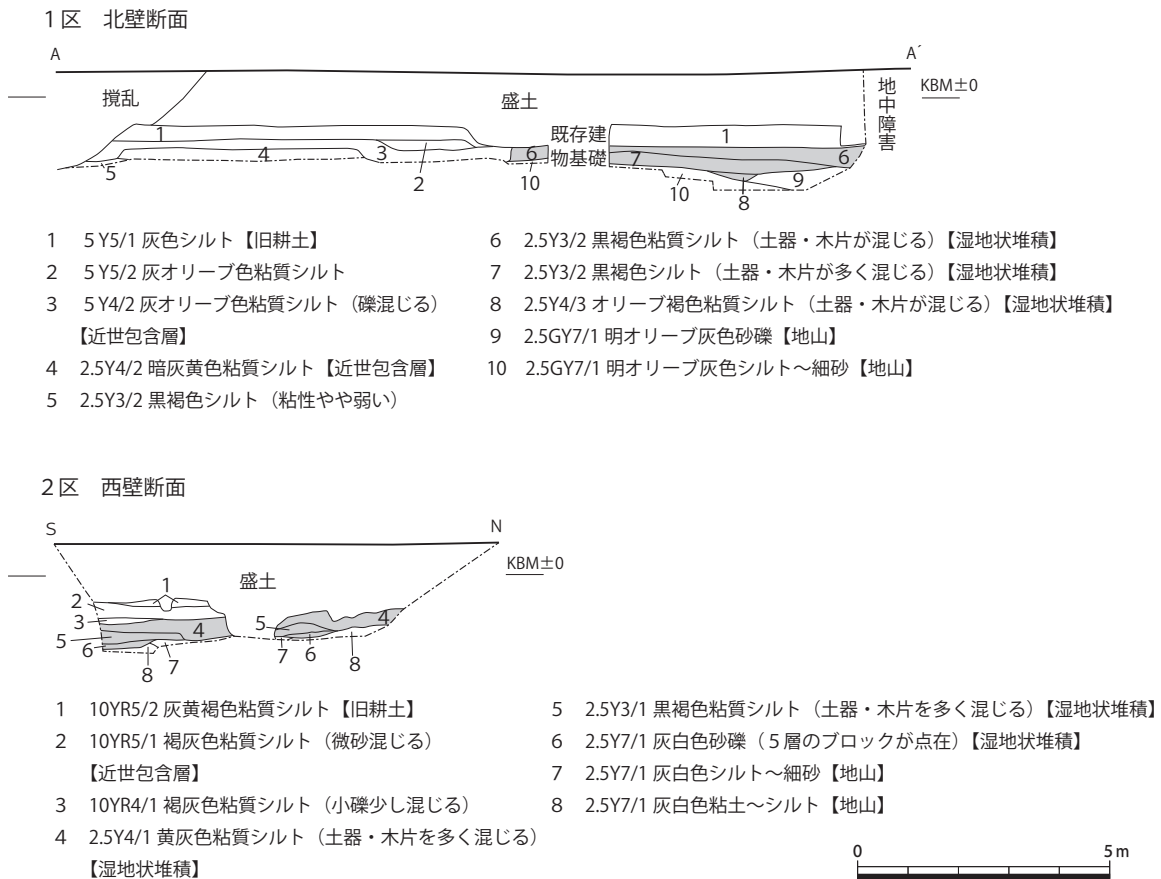 1区 北壁断面
A
A´
KBM±0
撹乱
盛土
地中障害
既存建
物基礎
1
1
2
3
4
5
6
6
7
8
9
10
10
1 5Y5/1 灰色シルト【旧耕土】
2 5Y5/2 灰オリーブ色粘質シルト
3 5Y4/2 灰オリーブ色粘質シルト（礫混じる）
【近世包含層】
4 2.5Y4/2 暗灰黄色粘質シルト【近世包含層】
5 2.5Y3/2 黒褐色シルト（粘性やや弱い）
6 2.5Y3/2 黒褐色粘質シルト（土器・木片が混じる）【湿地状堆積】
7 2.5Y3/2 黒褐色シルト（土器・木片が多く混じる）【湿地状堆積】
8 2.5Y4/3 オリーブ褐色粘質シルト（土器・木片が混じる）【湿地状堆積】
9 2.5GY7/1 明オリーブ灰色砂礫【地山】
10 2.5GY7/1 明オリーブ灰色シルト～細砂【地山】
2区 西壁断面
S
N
KBM±0
盛土
1
2
3
4
5
6
7
8
4
5
6
7
8
1 10YR5/2 灰黄褐色粘質シルト【旧耕土】
2 10YR5/1 褐灰色粘質シルト（微砂混じる）
【近世包含層】
3 10YR4/1 褐灰色粘質シルト（小礫少し混じる）
4 2.5Y4/1 黄灰色粘質シルト（土器・木片を多く混じる）
【湿地状堆積】
5 2.5Y3/1 黒褐色粘質シルト（土器・木片を多く混じる）【湿地状堆積】
6 2.5Y7/1 灰白色砂礫（5層のブロックが点在）【湿地状堆積】
7 2.5Y7/1 灰白色シルト～細砂【地山】
8 2.5Y7/1 灰白色粘土～シルト【地山】
0
5m